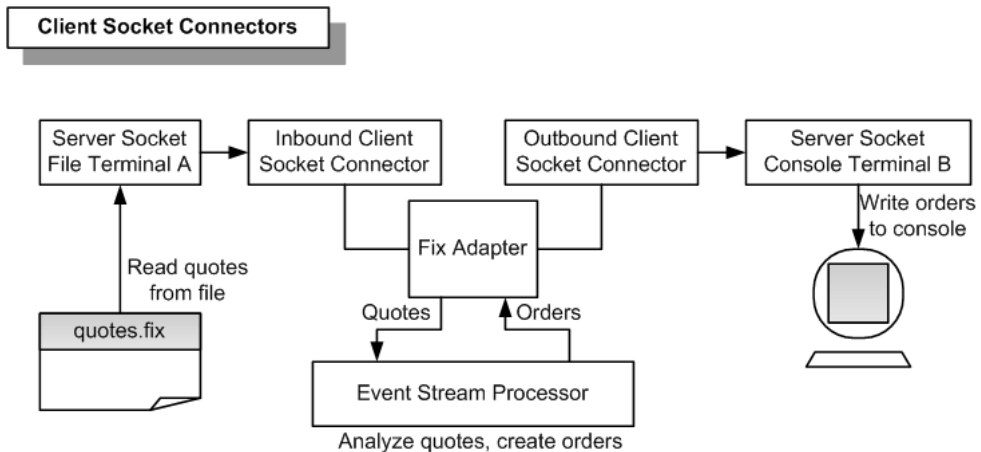 Client Socket Connectors
Server Socket
File Terminal A
Inbound Client
Socket Connector
Outbound Client
Socket Connector
Server Socket
Console Terminal B
Write orders
to console
Fix Adapter
Read quotes
from file
Quotes
Orders
quotes.fix
Event Stream Processor
Analyze quotes, create orders